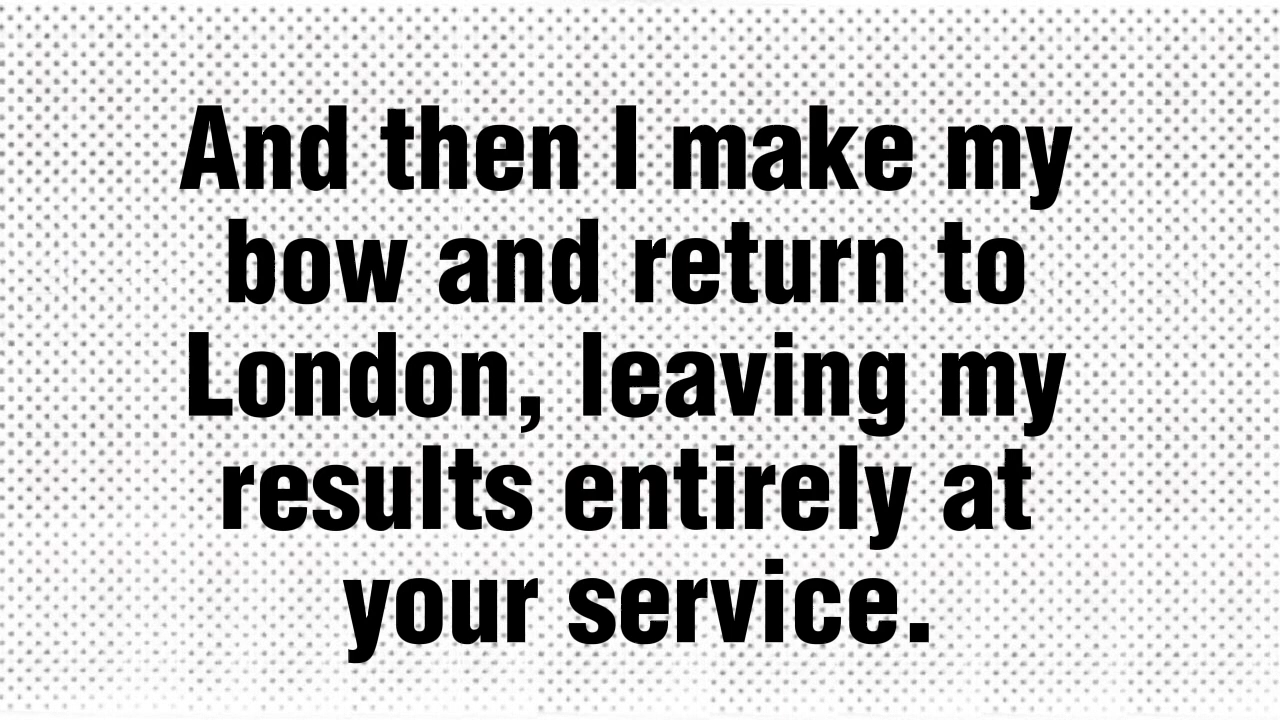 And then I make my
bow and return to
London, leaving my
results entirely at
your service.